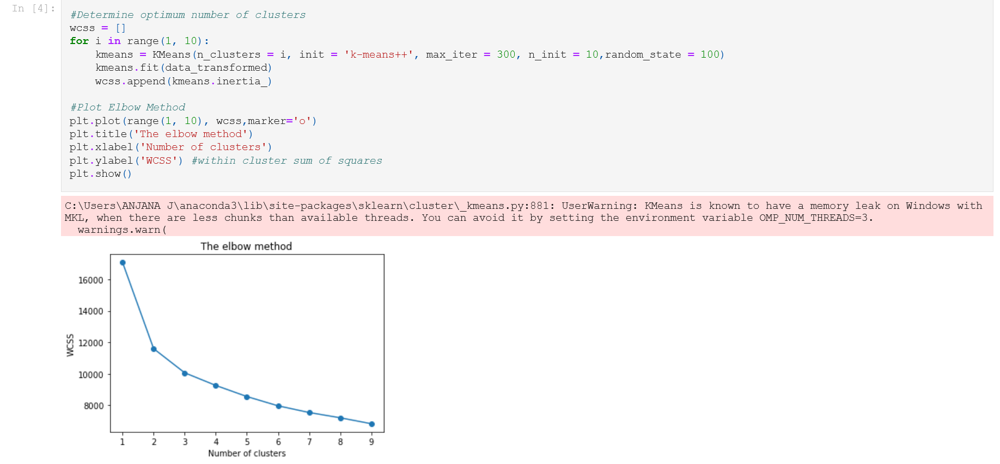 In [4]:
#Determine optimum number of clusters
wcss = []
for i in range(1, 10):
    kmeans = KMeans(n_clusters = i, init = 'k-means++', max_iter = 300, n_init = 10,random_state = 100)
    kmeans.fit(data_transformed)
    wcss.append(kmeans.inertia_)
#Plot Elbow Method
plt.plot(range(1, 10), wcss,marker='o')
plt.title('The elbow method')
plt.xlabel('Number of clusters')
plt.ylabel('WCSS') #within cluster sum of squares
plt.show()
C:\Users\ANJANA J\anaconda3\lib\site-packages\sklearn\cluster\_kmeans.py:881: UserWarning: KMeans is known to have a memory leak on Windows with
MKL, when there are less chunks than available threads. You can avoid it by setting the environment variable OMP_NUM_THREADS=3.
  warnings.warn(
The elbow method
16000
14000
12000
10000
8000
WCSS
1 2 3 4 5 6 7 8 9
Number of clusters